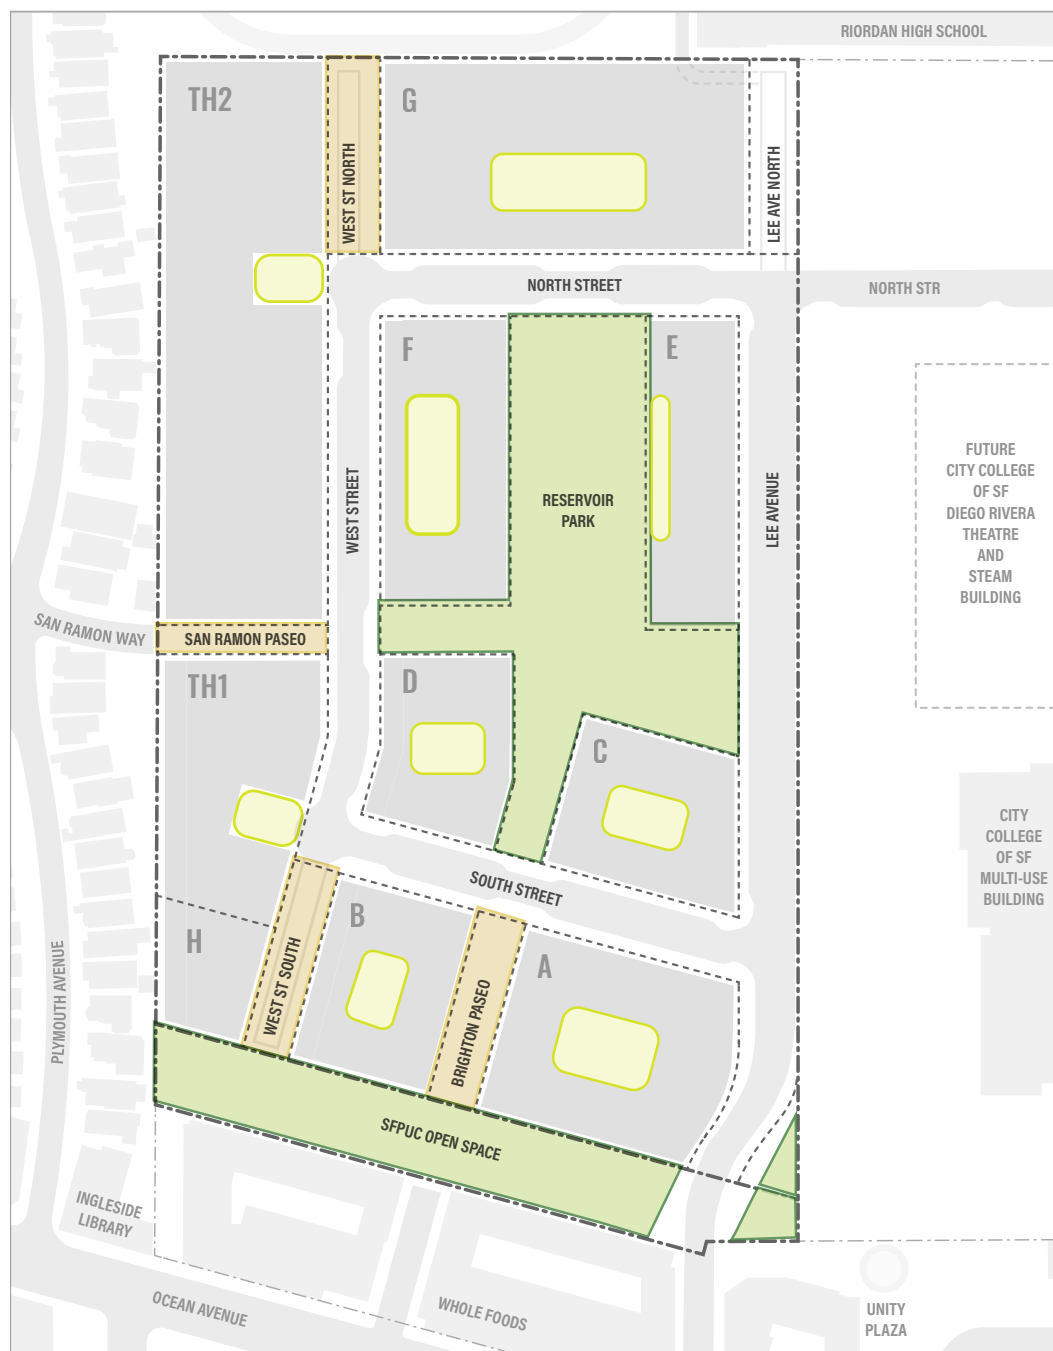 RIORDAN HIGH SCHOOL
TH2
G
WEST ST NORTH
LEE AVE NORTH
NORTH STREET
NORTH STR
F
E
FUTURE
CITY COLLEGE
OF SF
DIEGO RIVERA
THEATRE
AND
STEAM
BUILDING
RESERVOIR
PARK
WEST STREET
LEE AVENUE
SAN RAMON WAY
SAN RAMON PASEO
TH1
D
C
CITY
COLLEGE
OF SF
MULTI-USE
BUILDING
SOUTH STREET
B
H
A
PLYMOUTH AVENUE
WEST ST SOUTH
BRIGHTON PASEO
SFPUC OPEN SPACE
INGLESIDE
LIBRARY
OCEAN AVENUE
WHOLE FOODS
UNITY
PLAZA